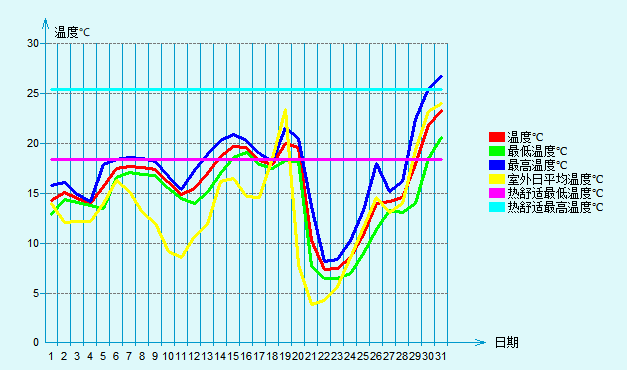 温度℃
30
25
20
15
10
5
0
1 2 3 4 5 6 7 8 9 10 11 12 13 14 15 16 17 18 19 20 21 22 23 24 25 26 27 28 29 30 31
日期
温度℃
最低温度℃
最高温度℃
室外日平均温度℃
热舒适最低温度℃
热舒适最高温度℃